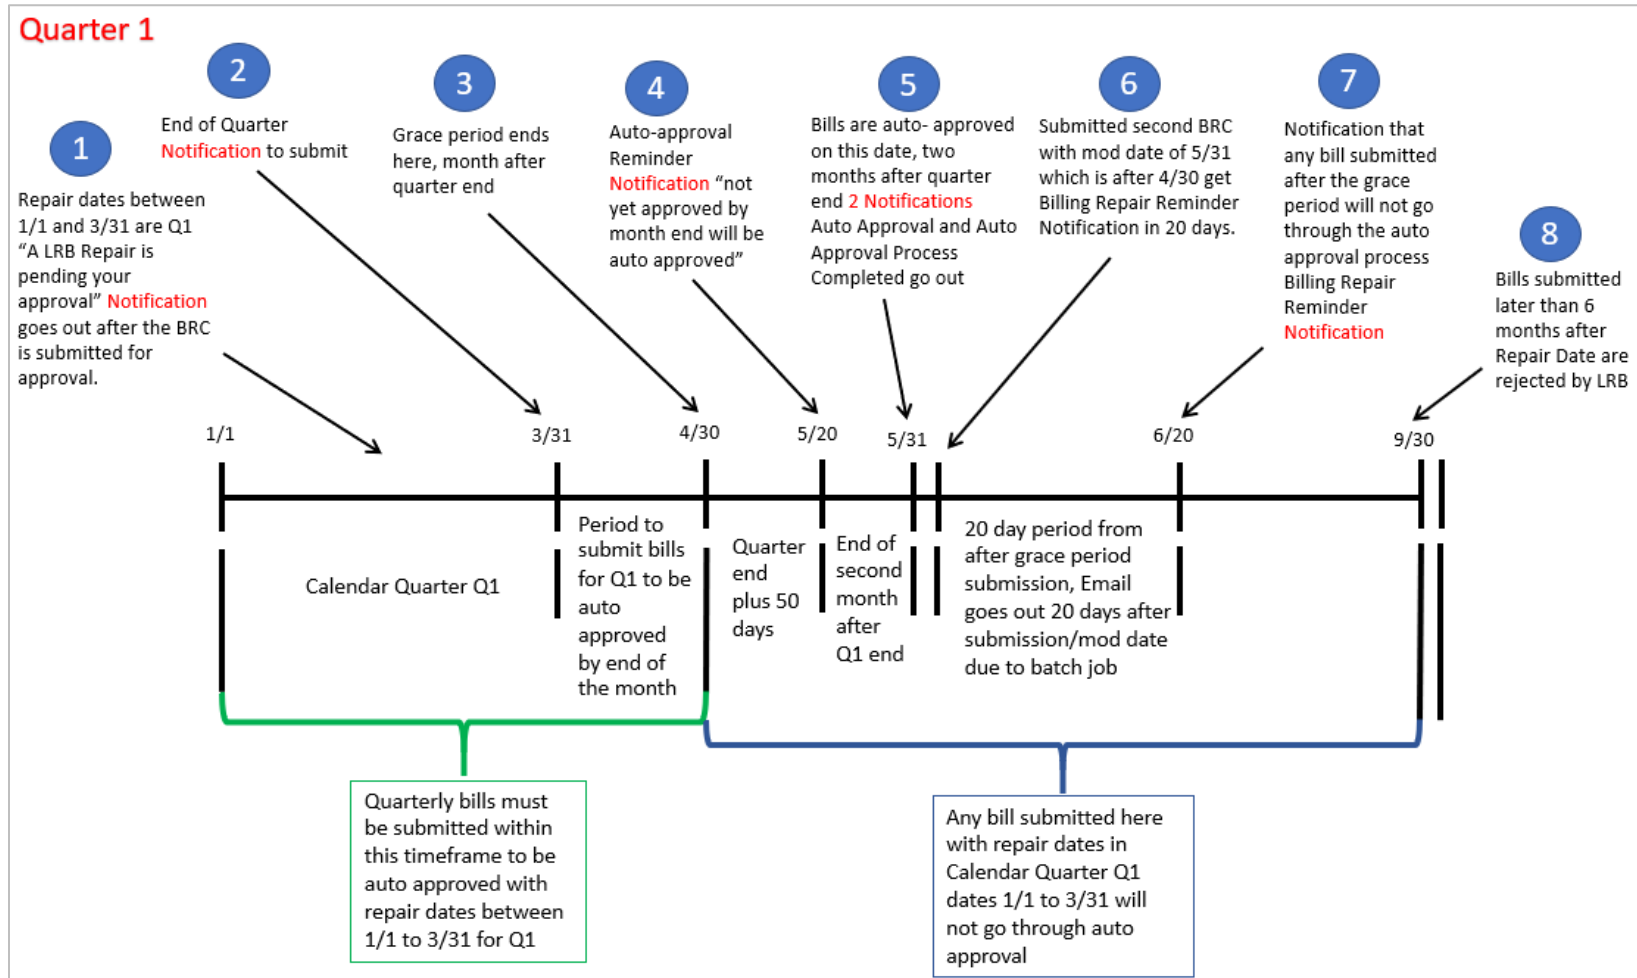 Quarter 1
1
Repair dates between
1/1 and 3/31 are Q1
“A LRB Repair is
pending your
approval” Notification
goes out after the BRC
is submitted for
approval.
2
End of Quarter
Notification to submit
3
Grace period ends
here, month after
quarter end
4
Auto-approval
Reminder
Notification “not
yet approved by
month end will be
auto approved”
5
Bills are auto- approved
on this date, two
months after quarter
end 2 Notifications
Auto Approval and Auto
Approval Process
Completed go out
6
Submitted second BRC
with mod date of 5/31
which is after 4/30 get
Billing Repair Reminder
Notification in 20 days.
7
Notification that
any bill submitted
after the grace
period will not go
through the auto
approval process
Billing Repair
Reminder
Notification
8
Bills submitted
later than 6
months after
Repair Date are
rejected by LRB
1/1
3/31
4/30
5/20
5/31
6/20
9/30
Calendar Quarter Q1
Period to
submit bills
for Q1 to be
auto
approved
by end of
the month
Quarter
end
plus 50
days
End of
second
month
after
Q1 end
20 day period from
after grace period
submission, Email
goes out 20 days after
submission/mod date
due to batch job
Quarterly bills must
be submitted within
this timeframe to be
auto approved with
repair dates between
1/1 to 3/31 for Q1
Any bill submitted here
with repair dates in
Calendar Quarter Q1
dates 1/1 to 3/31 will
not go through auto
approval